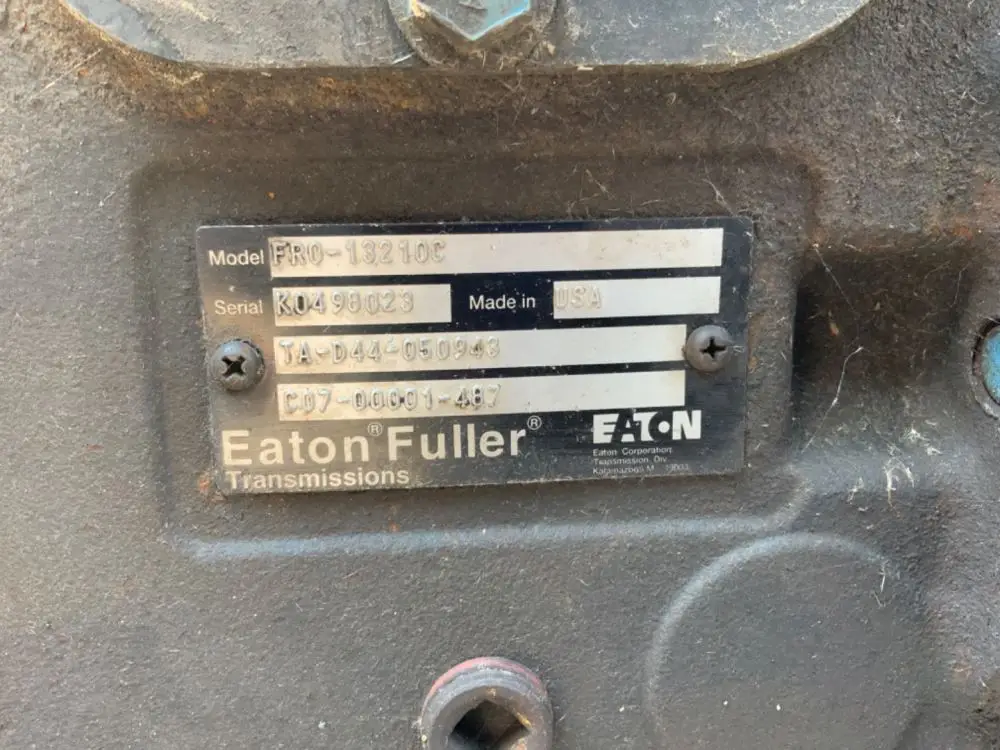 Model FRO-13210C
Serial K0498023 Made in USA
TA-D44-050943
C07-00001-487
Eaton® Fuller®
Transmissions
EATON
Eaton Corporation
Transmission Div.
Kalamazoo M